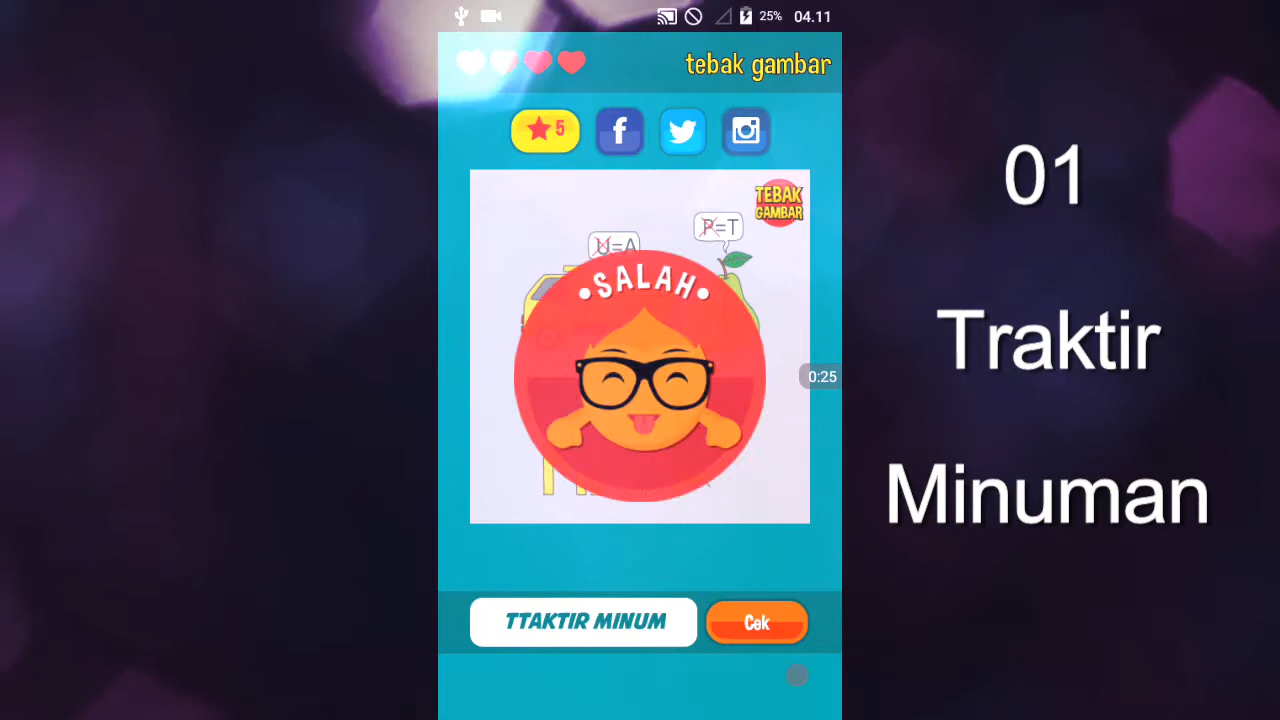 25% 04.11
tebak gambar
5
TEBAK
GAMBAR
P=T
U=A
•SALAH•
0:25
TTAKTIR MINUM
Cek
01
Traktir
Minuman